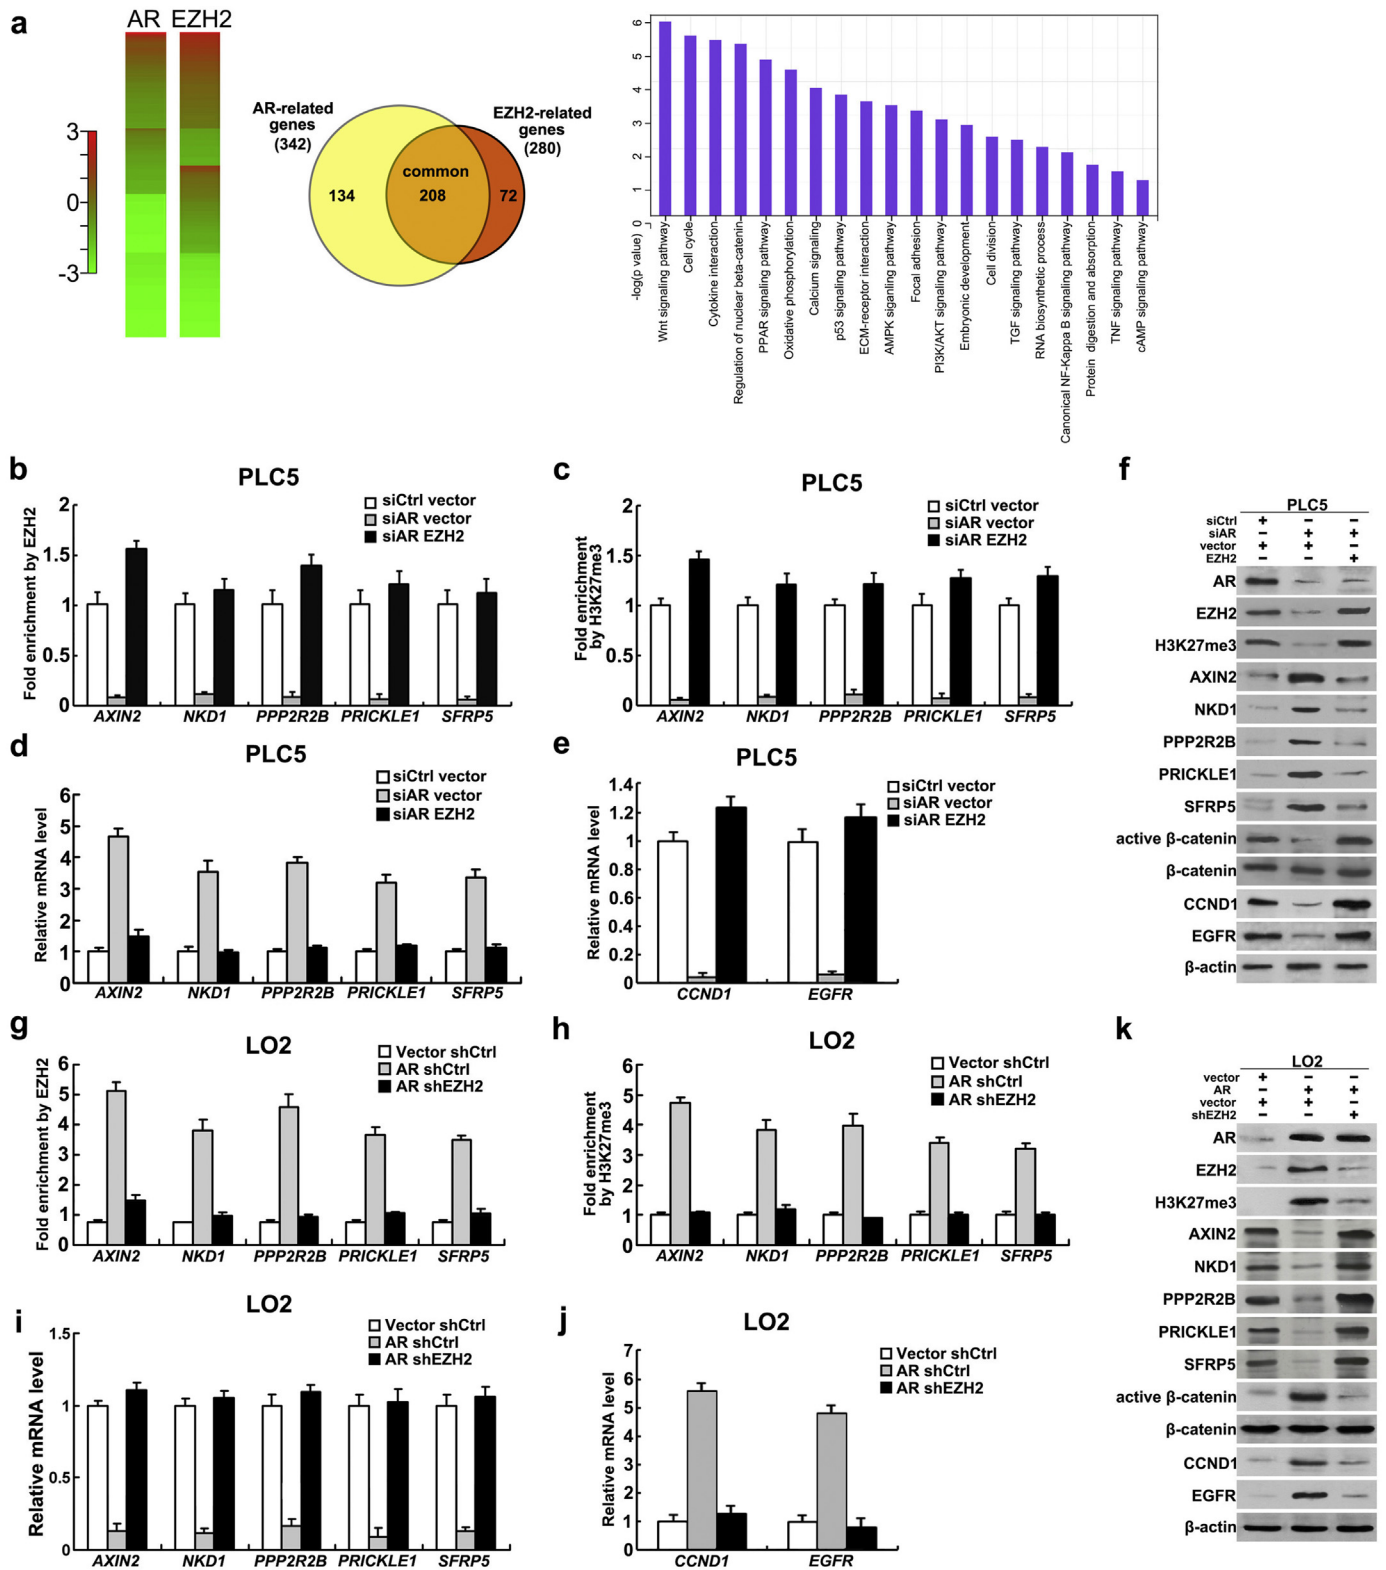 a
AR EZH2
3
0
-3
AR-related
genes
(342)
EZH2-related
genes
(280)
common
134
208
72
6
5
4
3
2
1
0
-log(p value)
Wnt signaling pathway
Cell cycle
Cytokine interaction
Regulation of nuclear beta-catenin
PPAR signaling pathway
Oxidative phosphorylation
Calcium signaling
p53 signaling pathway
ECM-receptor interaction
AMPK siganling pathway
Focal adhesion
PI3K/AKT signaling pathway
Embryonic development
Cell division
TGF signaling pathway
RNA biosynthetic process
Canonical NF-Kappa B signaling pathway
Protein digestion and absorption
TNF signaling pathway
cAMP signaling pathway
b
PLC5
siCtrl vector
siAR vector
siAR EZH2
Fold enrichment by EZH2
2
1.5
1
0.5
0
AXIN2 NKD1 PPP2R2B PRICKLE1 SFRP5
c
PLC5
siCtrl vector
siAR vector
siAR EZH2
Fold enrichment
by H3K27me3
2
1.5
1
0.5
0
AXIN2 NKD1 PPP2R2B PRICKLE1 SFRP5
d
PLC5
siCtrl vector
siAR vector
siAR EZH2
Relative mRNA level
6
5
4
3
2
1
0
AXIN2 NKD1 PPP2R2B PRICKLE1 SFRP5
e
PLC5
siCtrl vector
siAR vector
siAR EZH2
Relative mRNA level
1.4
1.2
1
0.8
0.6
0.4
0.2
0
CCND1 EGFR
f
PLC5
siCtrl + − −
siAR − + +
vector + + −
EZH2 − − +
AR
EZH2
H3K27me3
AXIN2
NKD1
PPP2R2B
PRICKLE1
SFRP5
active β-catenin
β-catenin
CCND1
EGFR
β-actin
g
LO2
Vector shCtrl
AR shCtrl
AR shEZH2
Fold enrichment by EZH2
6
5
4
3
2
1
0
AXIN2 NKD1 PPP2R2B PRICKLE1 SFRP5
h
LO2
Vector shCtrl
AR shCtrl
AR shEZH2
Fold enrichment
by H3K27me3
6
5
4
3
2
1
0
AXIN2 NKD1 PPP2R2B PRICKLE1 SFRP5
i
LO2
Vector shCtrl
AR shCtrl
AR shEZH2
Relative mRNA level
1.5
1
0.5
0
AXIN2 NKD1 PPP2R2B PRICKLE1 SFRP5
j
LO2
Vector shCtrl
AR shCtrl
AR shEZH2
Relative mRNA level
7
6
5
4
3
2
1
0
CCND1 EGFR
k
LO2
vector + − −
AR − + +
vector + + −
shEZH2 − − +
AR
EZH2
H3K27me3
AXIN2
NKD1
PPP2R2B
PRICKLE1
SFRP5
active β-catenin
β-catenin
CCND1
EGFR
β-actin